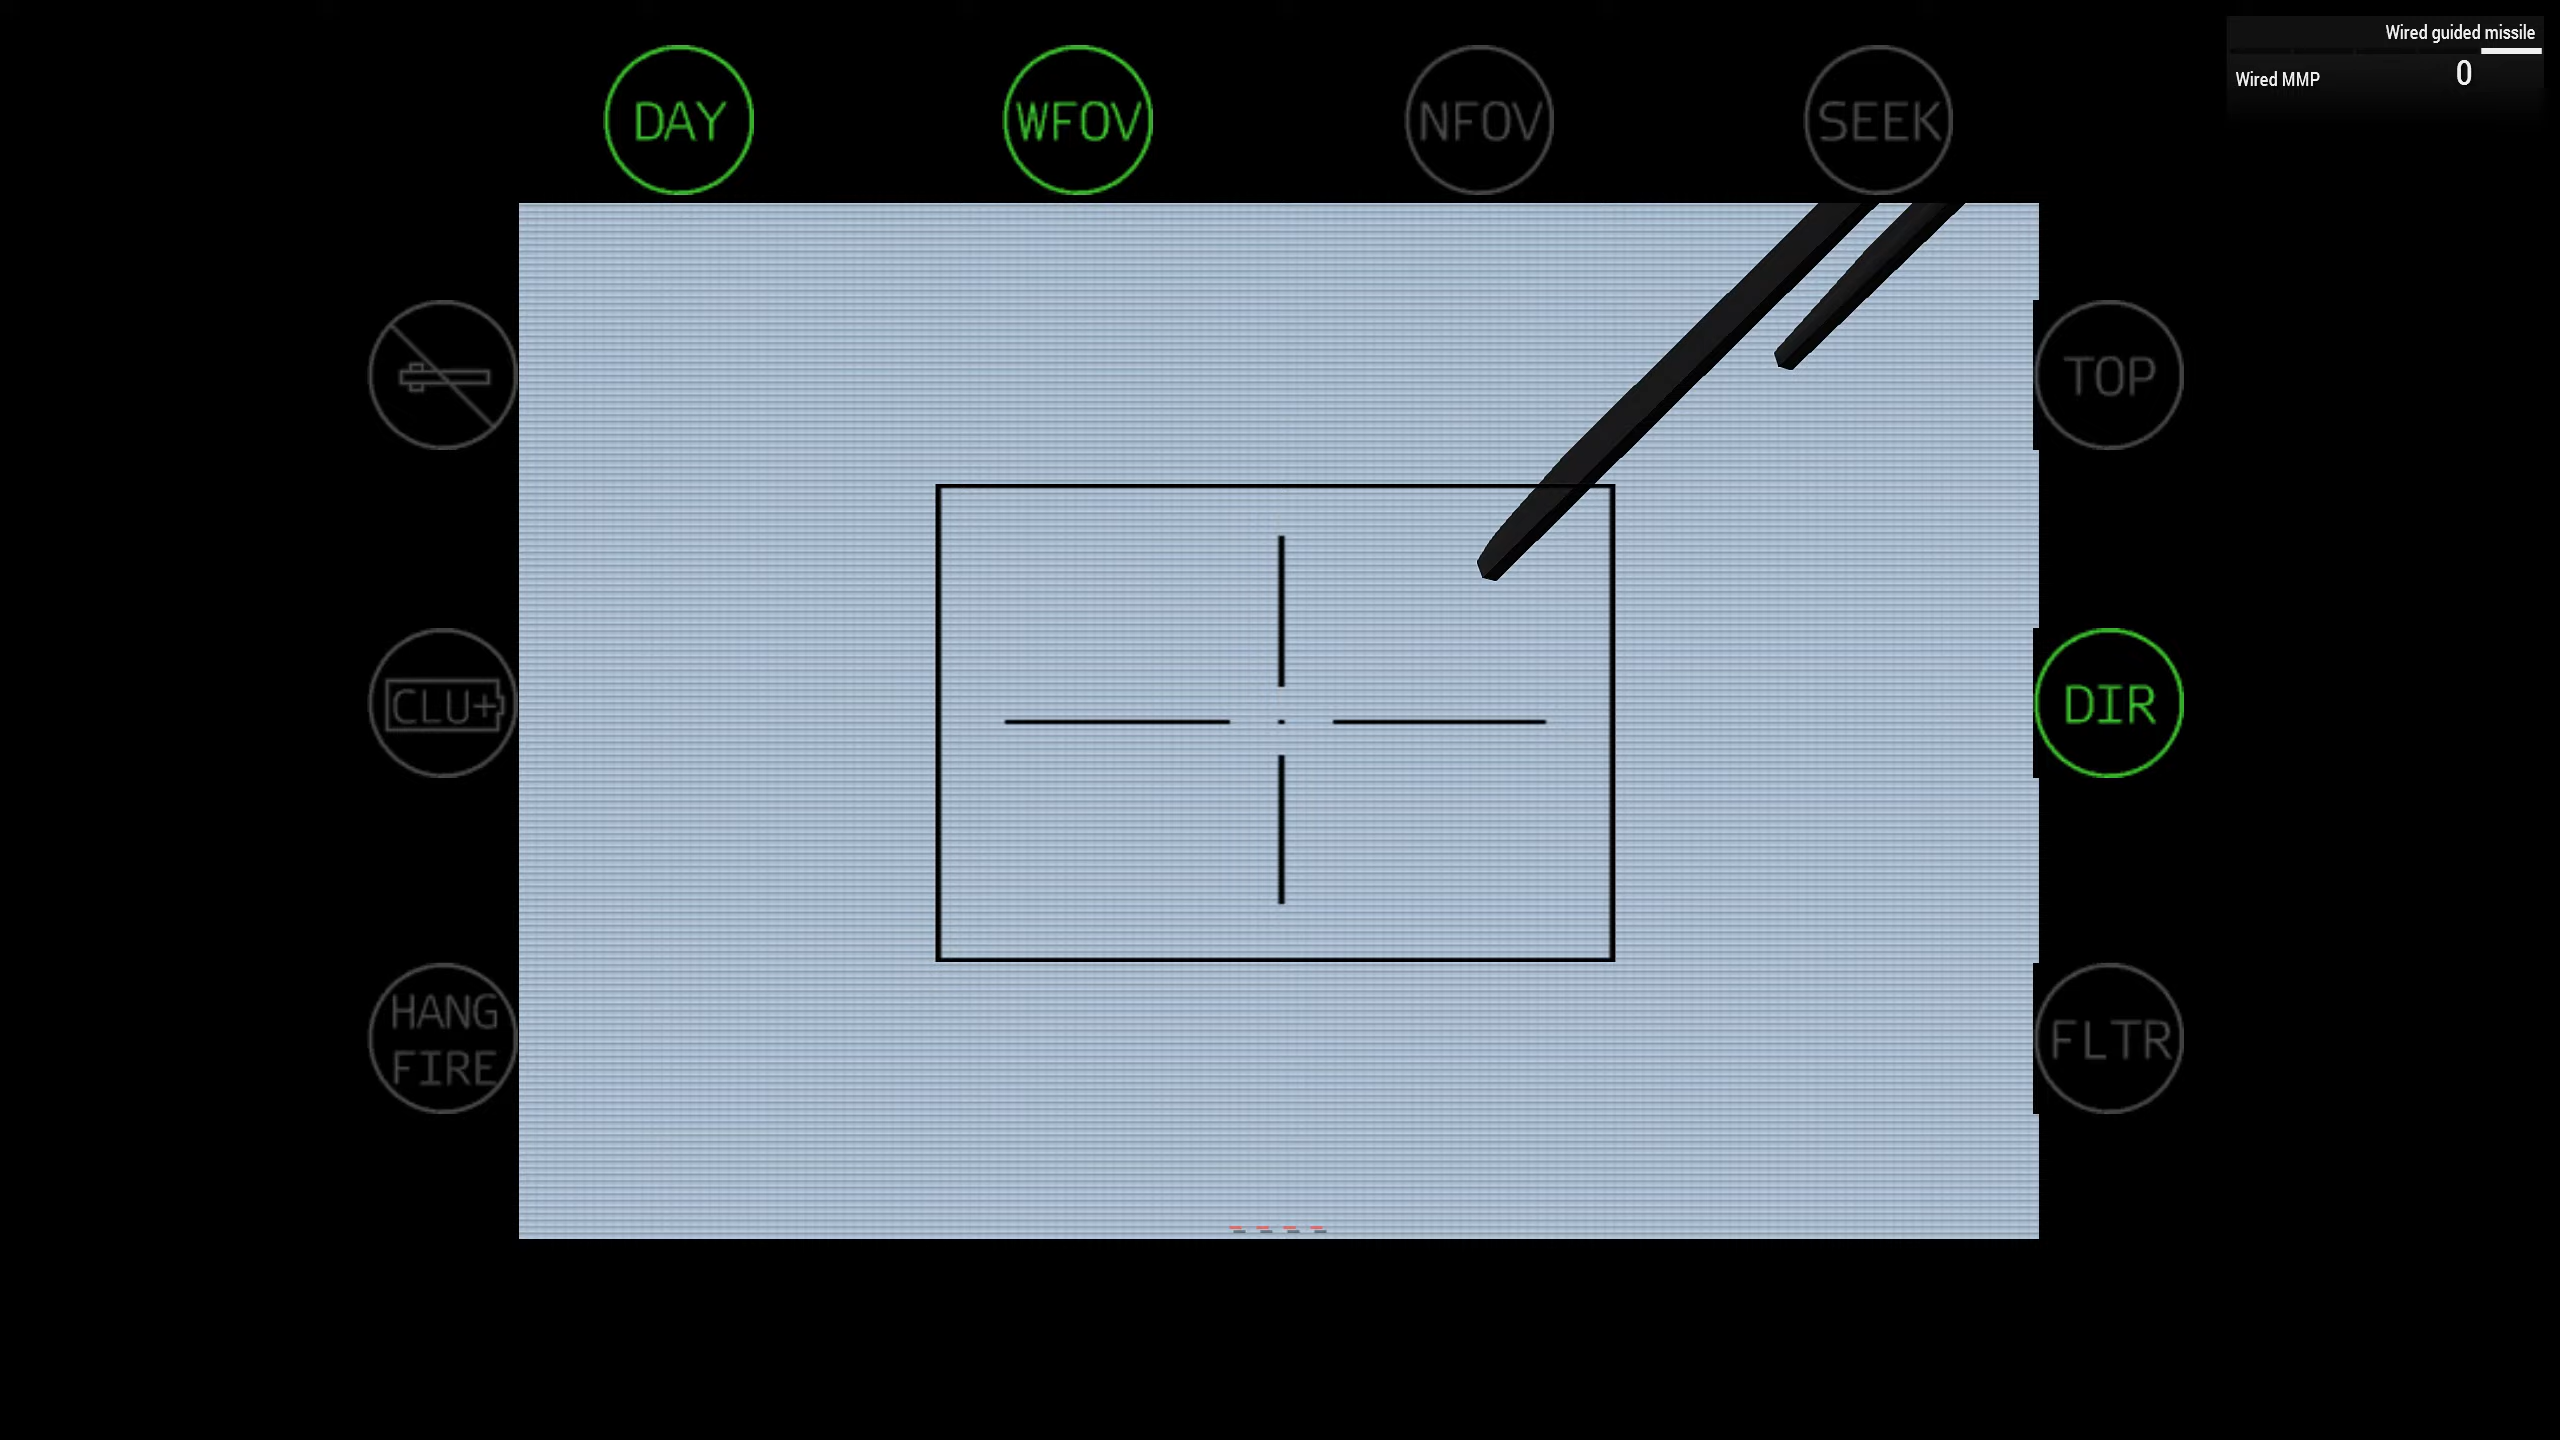 Wired guided missile
Wired MMP 0
DAY WFOV NFOV SEEK
TOP
CLU+ DIR
HANG
FIRE
FLTR